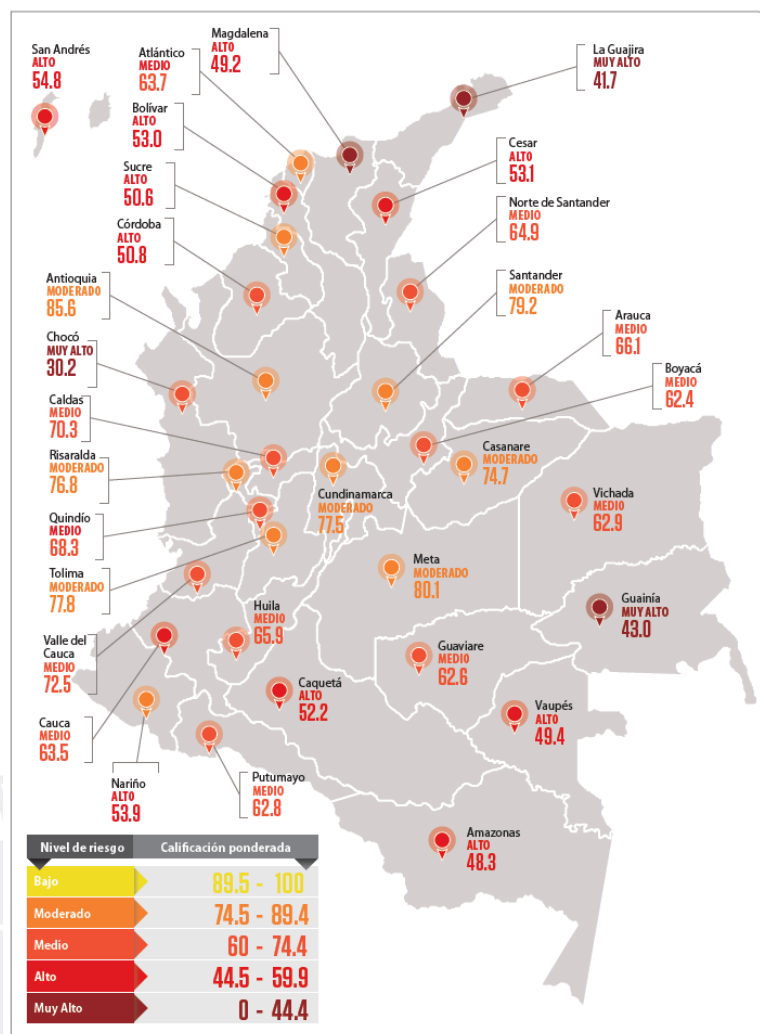 San Andrés
ALTO
54.8
Atlántico
MEDIO
63.7
Magdalena
ALTO
49.2
La Guajira
MUY ALTO
41.7
Bolívar
ALTO
53.0
Cesar
ALTO
53.1
Sucre
ALTO
50.6
Norte de Santander
MEDIO
64.9
Córdoba
ALTO
50.8
Antioquia
MODERADO
85.6
Santander
MODERADO
79.2
Arauca
MEDIO
66.1
Chocó
MUY ALTO
30.2
Boyacá
MEDIO
62.4
Caldas
MEDIO
70.3
Risaralda
MODERADO
76.8
Cundinamarca
MODERADO
77.5
Casanare
MODERADO
74.7
Vichada
MEDIO
62.9
Quindío
MEDIO
68.3
Tolima
MODERADO
77.8
Meta
MODERADO
80.1
Guainía
MUY ALTO
43.0
Valle del
Cauca
MEDIO
72.5
Huila
MEDIO
65.9
Guaviare
MEDIO
62.6
Caquetá
ALTO
52.2
Vaupés
ALTO
49.4
Cauca
MEDIO
63.5
Nariño
ALTO
53.9
Putumayo
MEDIO
62.8
Amazonas
ALTO
48.3
Nivel de riesgo Calificación ponderada
Bajo 89.5 - 100
Moderado 74.5 - 89.4
Medio 60 - 74.4
Alto 44.5 - 59.9
Muy Alto 0 - 44.4